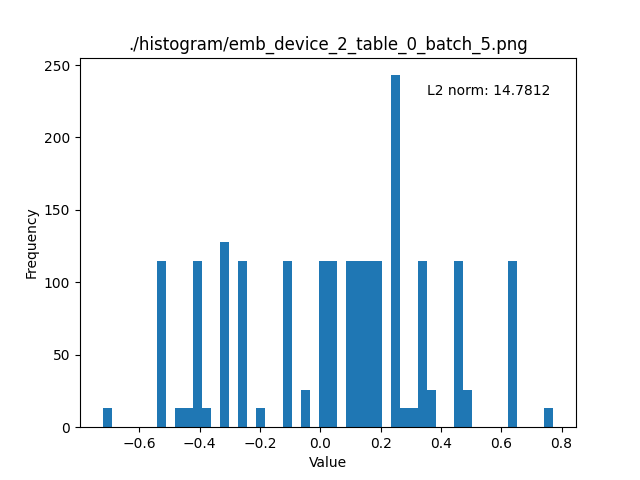 ./histogram/emb_device_2_table_0_batch_5.png
L2 norm: 14.7812
Frequency
250
200
150
100
50
0
−0.6 −0.4 −0.2 0.0 0.2 0.4 0.6 0.8
Value